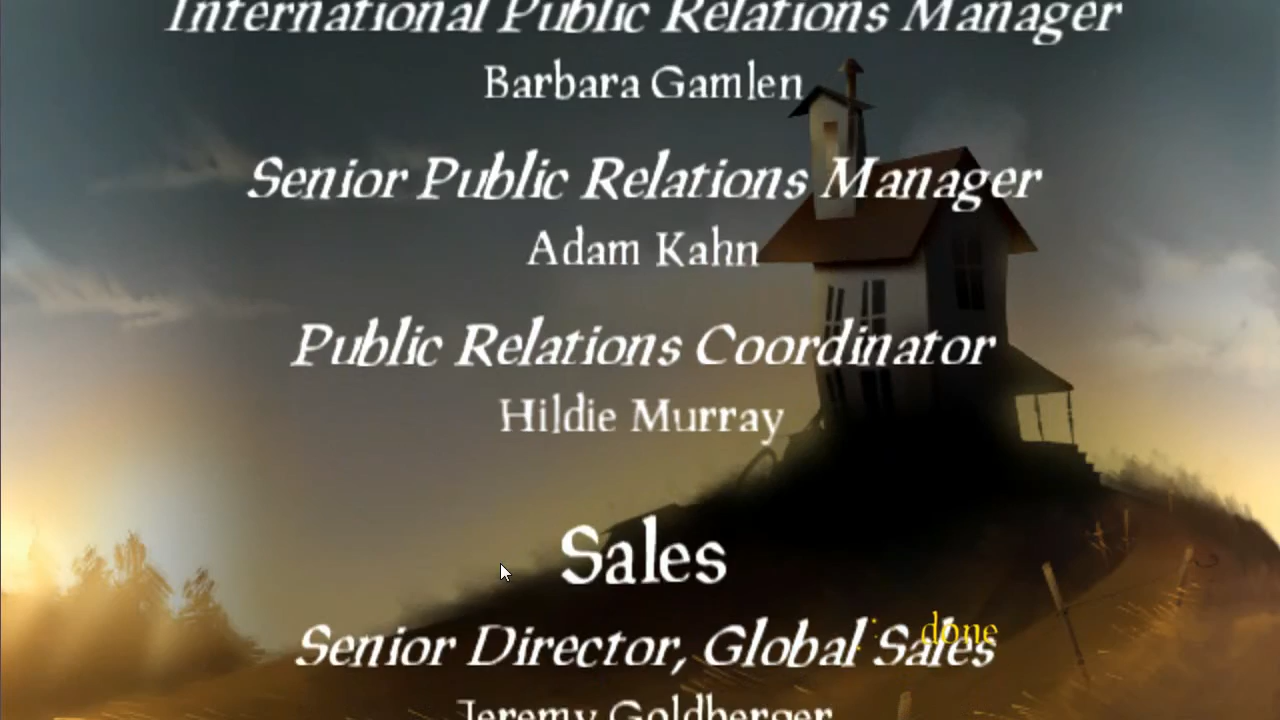 International Public Relations Manager
Barbara Gamlen
Senior Public Relations Manager
Adam Kahn
Public Relations Coordinator
Hildie Murray
Sales
Senior Director, Global Sales
done
Jeremy Goldberger